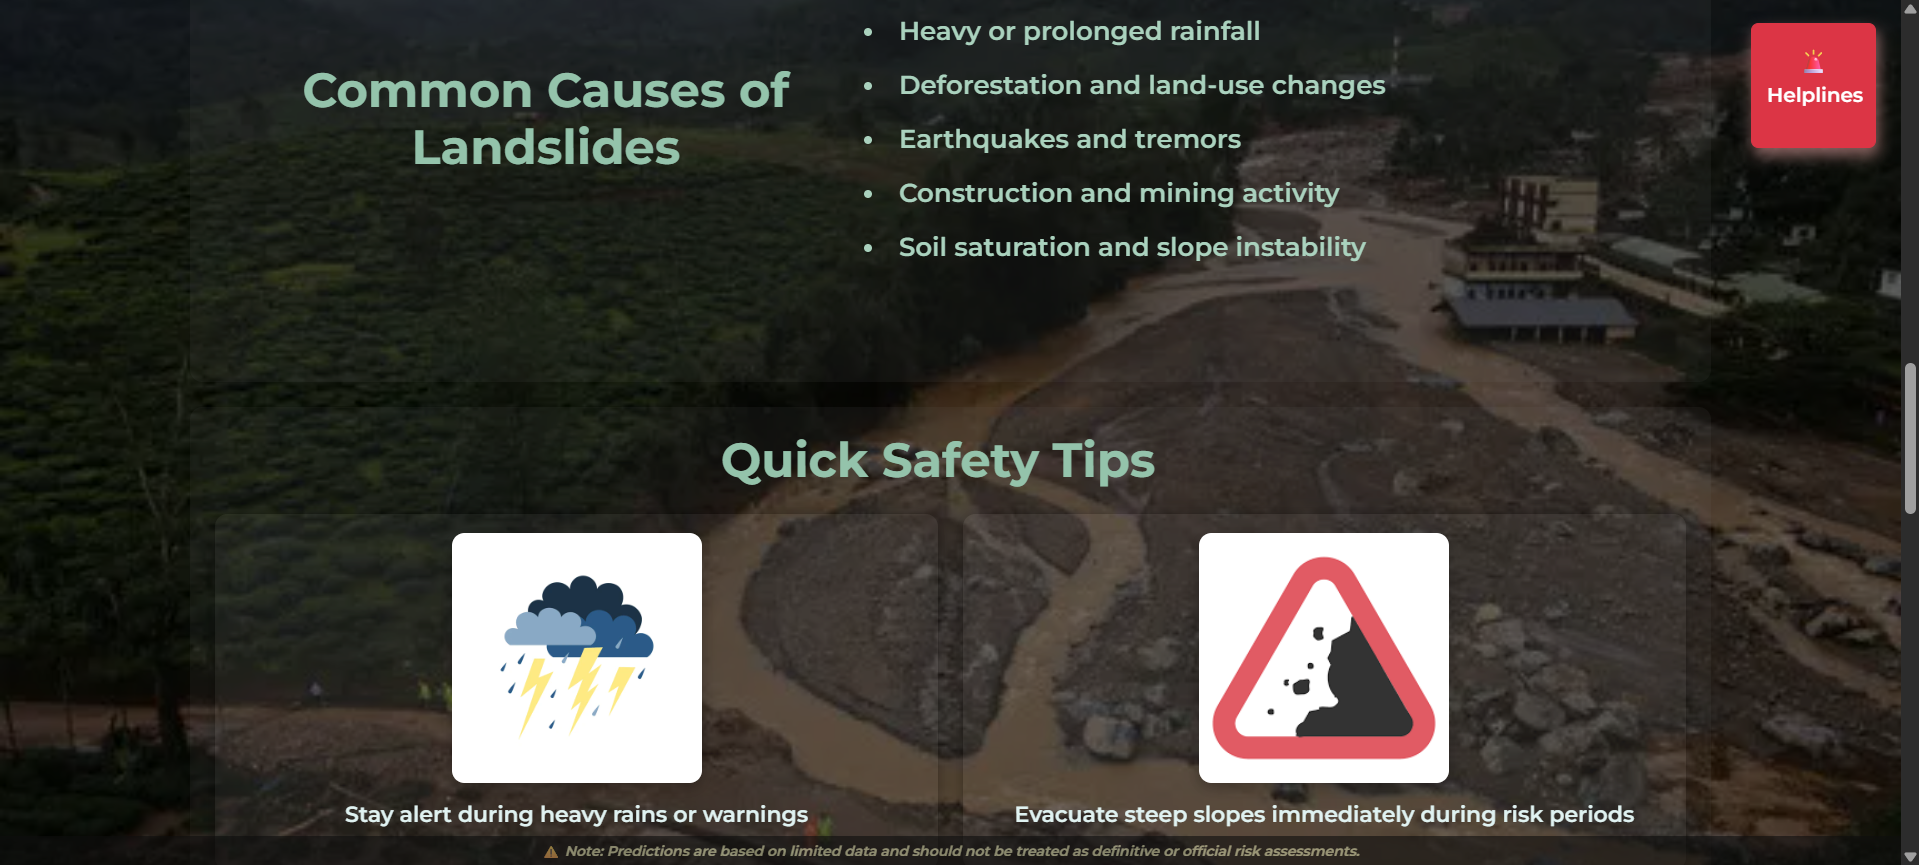 Common Causes of
Landslides
• Heavy or prolonged rainfall
• Deforestation and land-use changes
• Earthquakes and tremors
• Construction and mining activity
• Soil saturation and slope instability
Helplines
Quick Safety Tips
Stay alert during heavy rains or warnings
Evacuate steep slopes immediately during risk periods
⚠ Note: Predictions are based on limited data and should not be treated as definitive or official risk assessments.